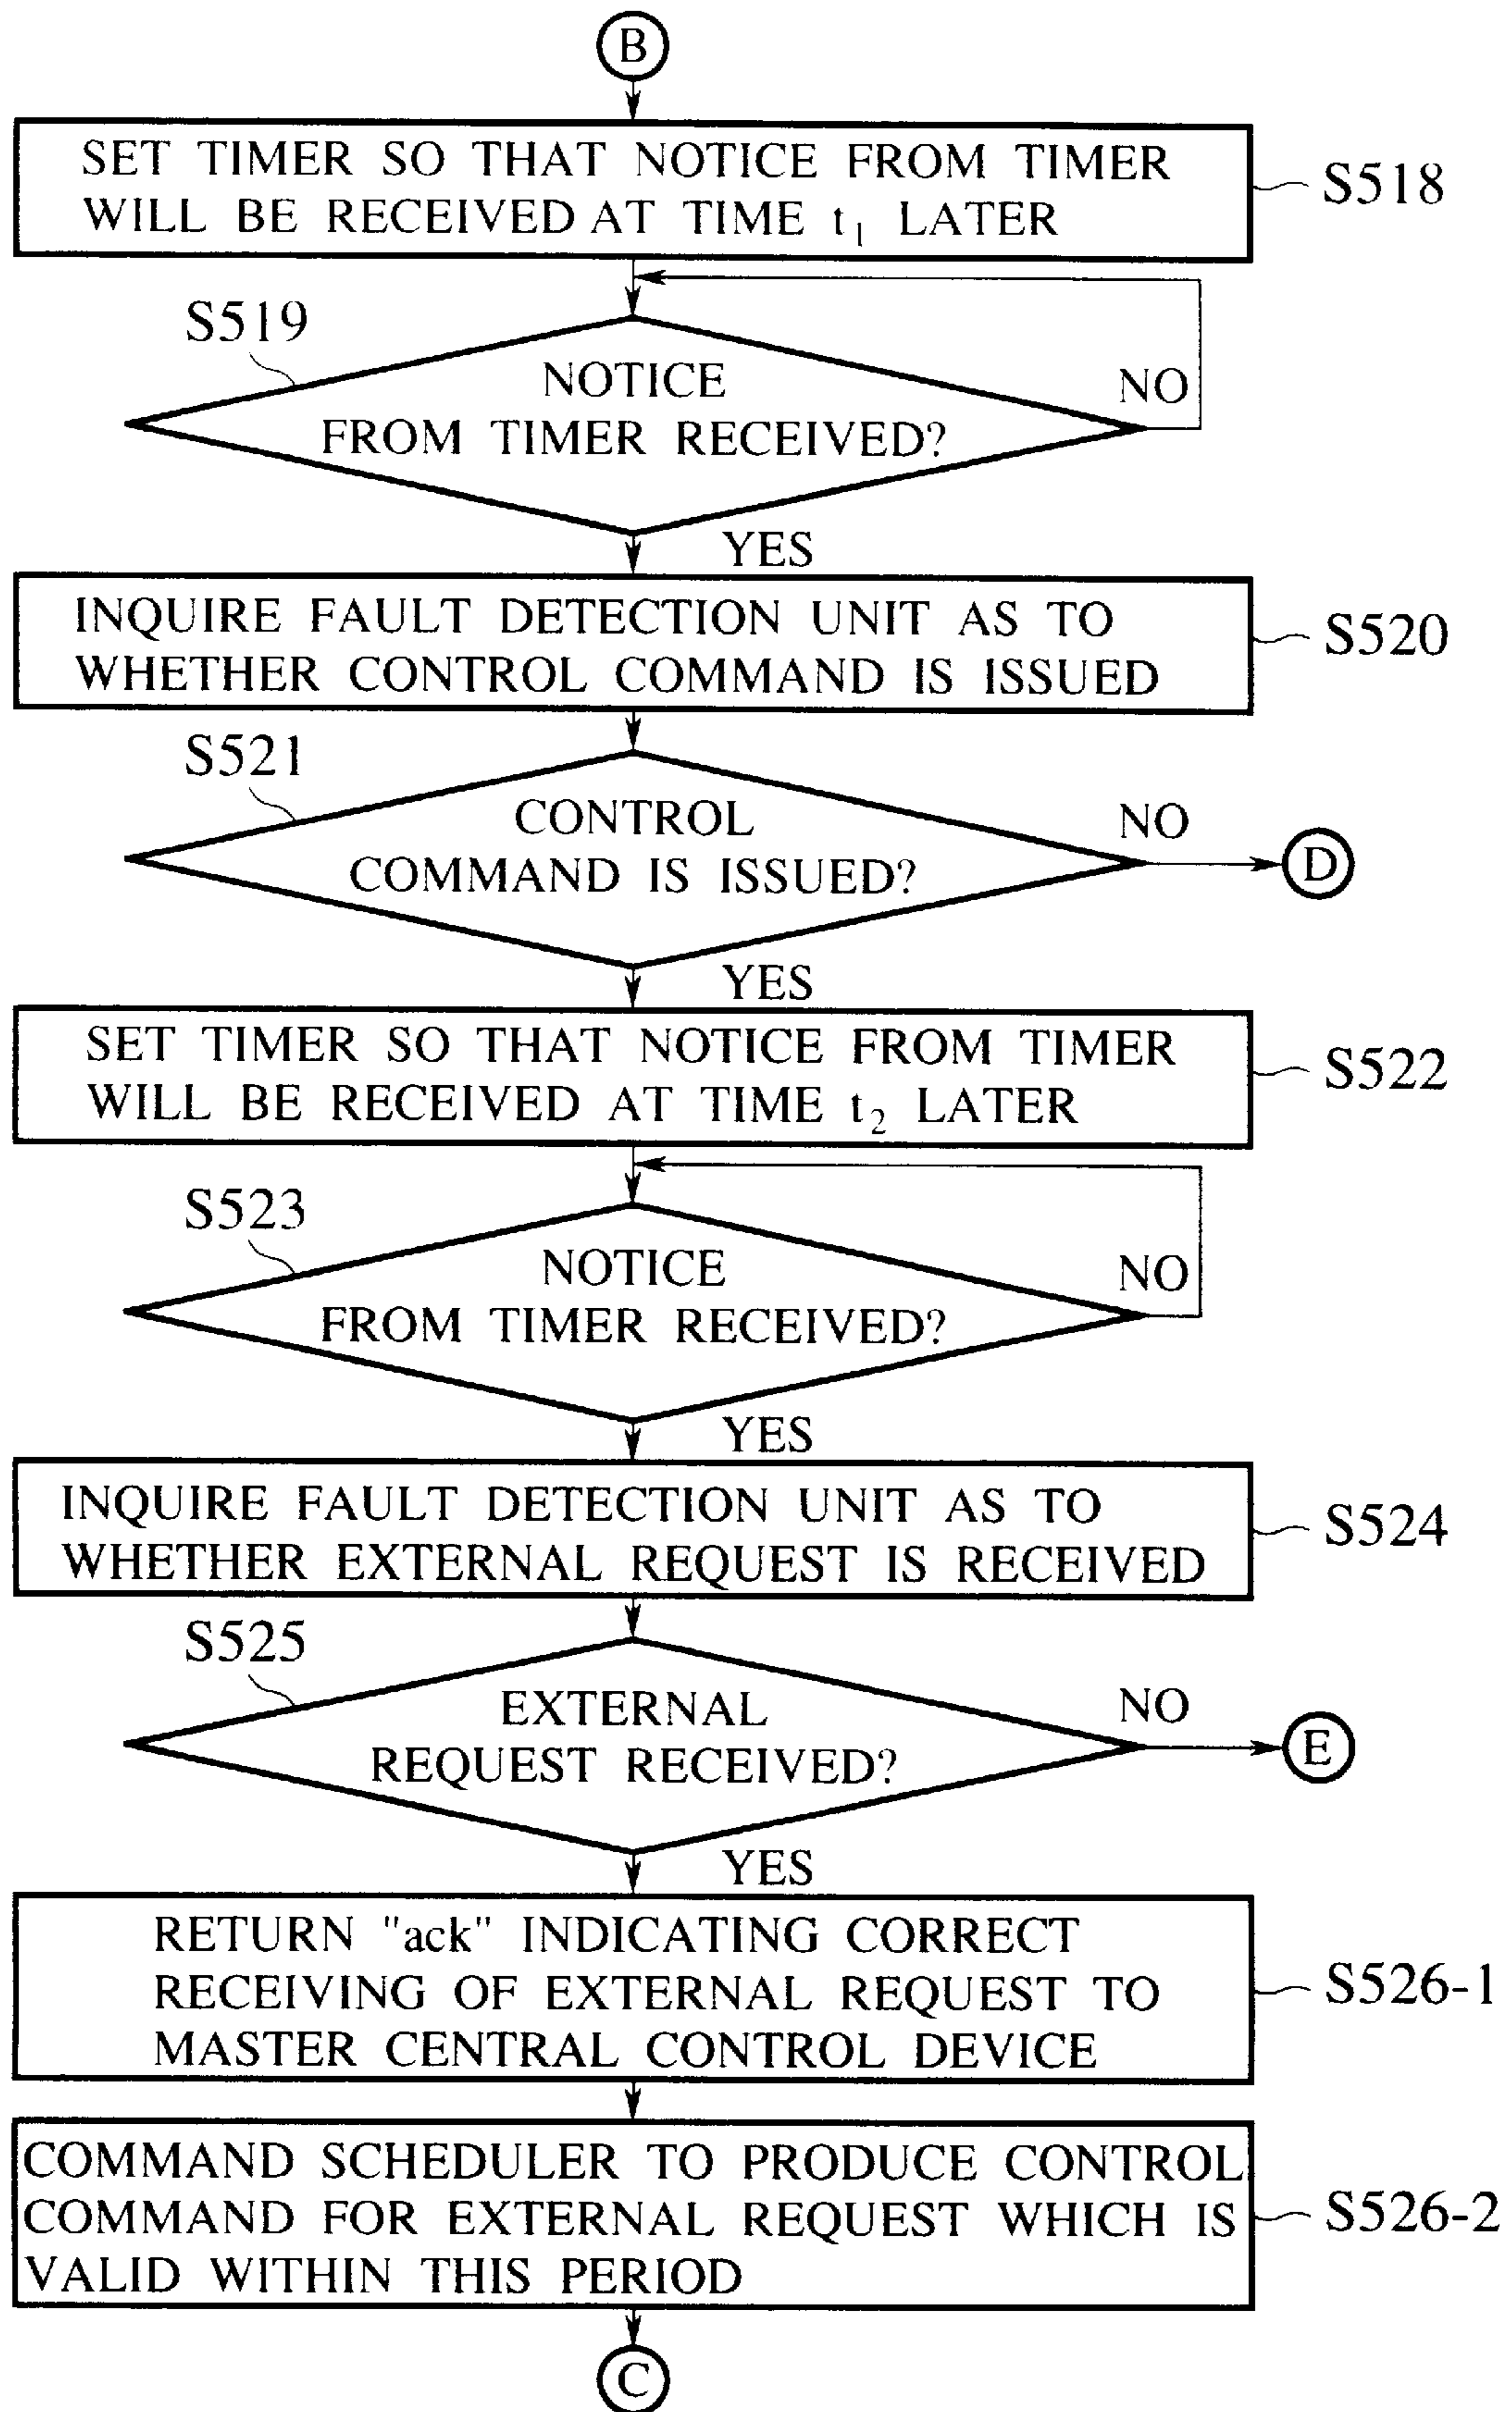 B
SET TIMER SO THAT NOTICE FROM TIMER
WILL BE RECEIVED AT TIME t₁ LATER
S518
S519
NOTICE
FROM TIMER RECEIVED?
NO
YES
INQUIRE FAULT DETECTION UNIT AS TO
WHETHER CONTROL COMMAND IS ISSUED
S520
S521
CONTROL
COMMAND IS ISSUED?
NO
D
YES
SET TIMER SO THAT NOTICE FROM TIMER
WILL BE RECEIVED AT TIME t₂ LATER
S522
S523
NOTICE
FROM TIMER RECEIVED?
NO
YES
INQUIRE FAULT DETECTION UNIT AS TO
WHETHER EXTERNAL REQUEST IS RECEIVED
S524
S525
EXTERNAL
REQUEST RECEIVED?
NO
E
YES
RETURN "ack" INDICATING CORRECT
RECEIVING OF EXTERNAL REQUEST TO
MASTER CENTRAL CONTROL DEVICE
S526-1
COMMAND SCHEDULER TO PRODUCE CONTROL
COMMAND FOR EXTERNAL REQUEST WHICH IS
VALID WITHIN THIS PERIOD
S526-2
C